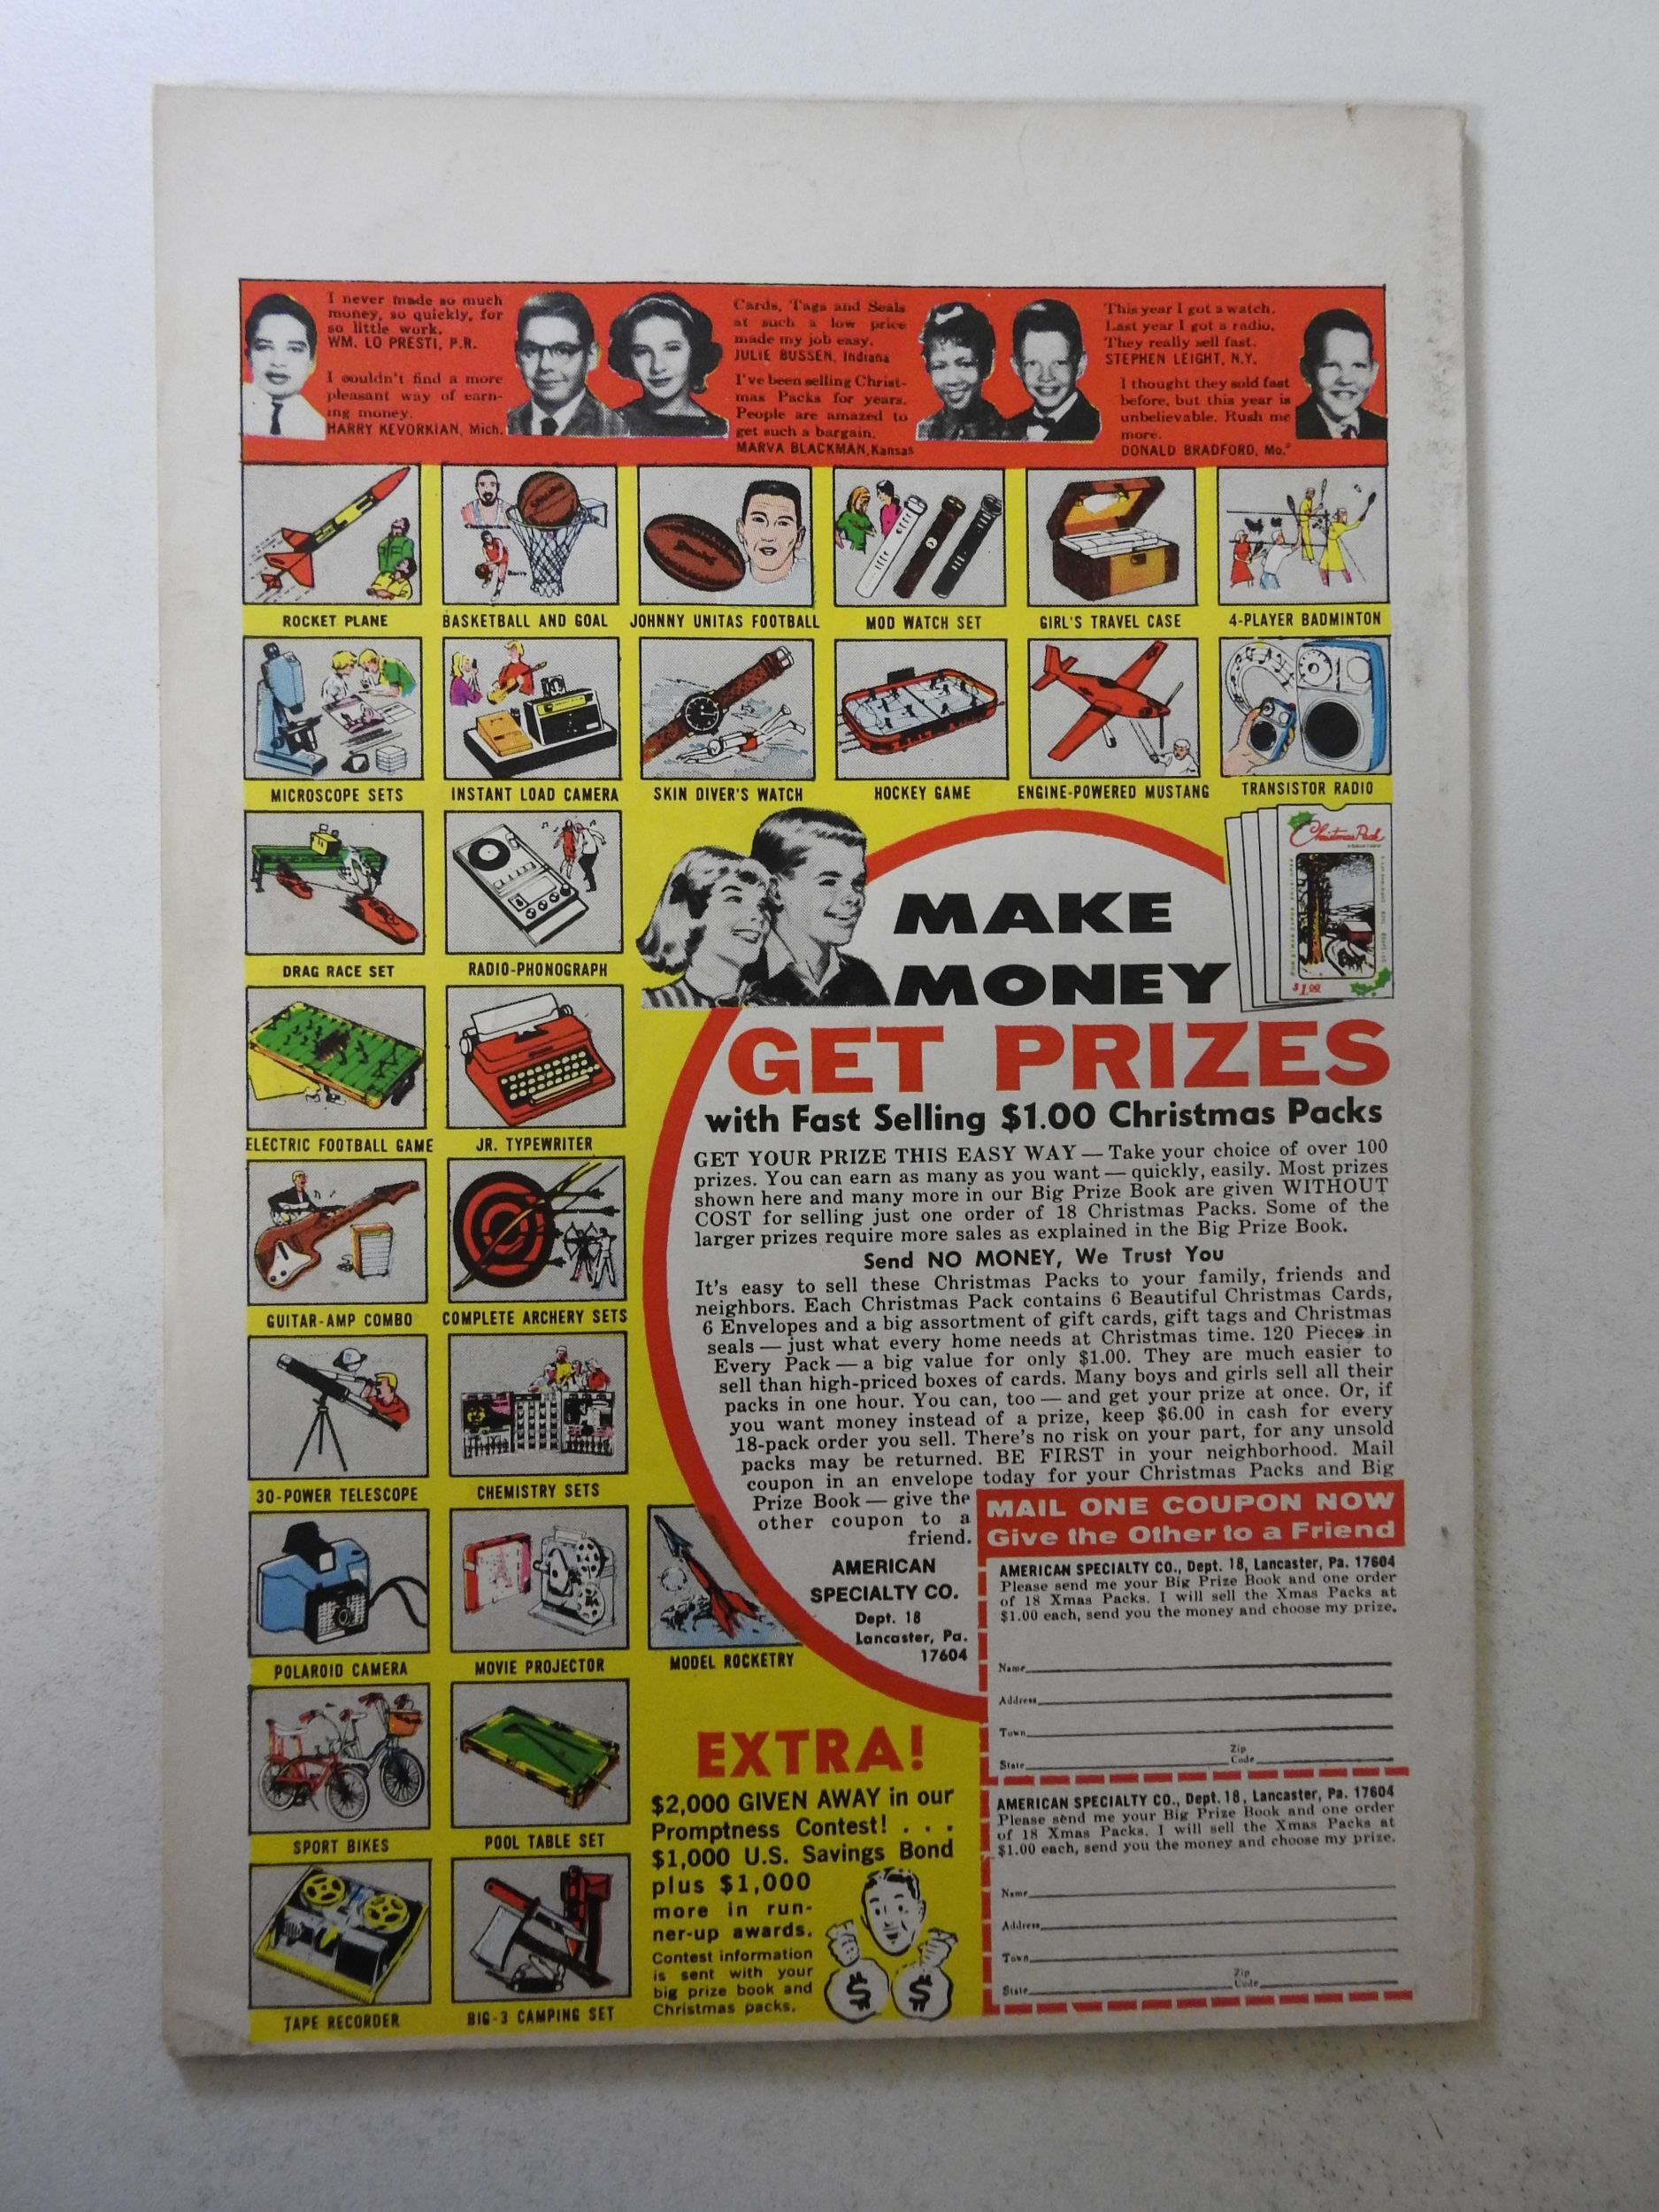 I never made so much
money, so quickly, for
so little work.
WM. LO PRESTI, P.R.
I couldn't find a more
pleasant way of earn-
ing money.
HARRY KEVORKIAN, Mich.
Cards, Tags and Seals
at such a low price
made my job easy.
JULIE BUSSEN, Indiana
I've been selling Christ-
mas Packs for years.
People are amazed to
get such a bargain.
MARVA BLACKMAN, Kansas
This year I got a watch.
Last year I got a radio.
They really sell fast.
STEPHEN LEIGHT, N.Y.
I thought they sold fast
before, but this year is
unbelievable. Rush me
more.
DONALD BRADFORD, Mo.
ROCKET PLANE
BASKETBALL AND GOAL
JOHNNY UNITAS FOOTBALL
MOD WATCH SET
GIRL'S TRAVEL CASE
4-PLAYER BADMINTON
MICROSCOPE SETS
INSTANT LOAD CAMERA
SKIN DIVER'S WATCH
HOCKEY GAME
ENGINE-POWERED MUSTANG
TRANSISTOR RADIO
DRAG RACE SET
RADIO-PHONOGRAPH
ELECTRIC FOOTBALL GAME
JR. TYPEWRITER
GUITAR-AMP COMBO
COMPLETE ARCHERY SETS
30-POWER TELESCOPE
CHEMISTRY SETS
POLAROID CAMERA
MOVIE PROJECTOR
MODEL ROCKETRY
SPORT BIKES
POOL TABLE SET
TAPE RECORDER
BIG-3 CAMPING SET
Christmas Pack
$1.00
MAKE
MONEY
GET PRIZES
with Fast Selling $1.00 Christmas Packs
GET YOUR PRIZE THIS EASY WAY — Take your choice of over 100
prizes. You can earn as many as you want — quickly, easily. Most prizes
shown here and many more in our Big Prize Book are given WITHOUT
COST for selling just one order of 18 Christmas Packs. Some of the
larger prizes require more sales as explained in the Big Prize Book.
Send NO MONEY, We Trust You
It's easy to sell these Christmas Packs to your family, friends and
neighbors. Each Christmas Pack contains 6 Beautiful Christmas Cards,
6 Envelopes and a big assortment of gift cards, gift tags and Christmas
seals — just what every home needs at Christmas time. 120 Pieces in
Every Pack — a big value for only $1.00. They are much easier to
sell than high-priced boxes of cards. Many boys and girls sell all their
packs in one hour. You can, too — and get your prize at once. Or, if
you want money instead of a prize, keep $6.00 in cash for every
18-pack order you sell. There's no risk on your part, for any unsold
packs may be returned. BE FIRST in your neighborhood. Mail
coupon in an envelope today for your Christmas Packs and Big
Prize Book — give the
other coupon to a
friend.
AMERICAN
SPECIALTY CO.
Dept. 18
Lancaster, Pa.
17604
EXTRA!
$2,000 GIVEN AWAY in our
Promptness Contest! . . .
$1,000 U.S. Savings Bond
plus $1,000
more in run-
ner-up awards.
Contest information
is sent with your
big prize book and
Christmas packs.
$ $
MAIL ONE COUPON NOW
Give the Other to a Friend
AMERICAN SPECIALTY CO., Dept. 18, Lancaster, Pa. 17604
Please send me your Big Prize Book and one order
of 18 Xmas Packs. I will sell the Xmas Packs at
$1.00 each, send you the money and choose my prize.
Name
Address
Town
State Zip Code
AMERICAN SPECIALTY CO., Dept. 18, Lancaster, Pa. 17604
Please send me your Big Prize Book and one order
of 18 Xmas Packs. I will sell the Xmas Packs at
$1.00 each, send you the money and choose my prize.
Name
Address
Town
State Zip Code